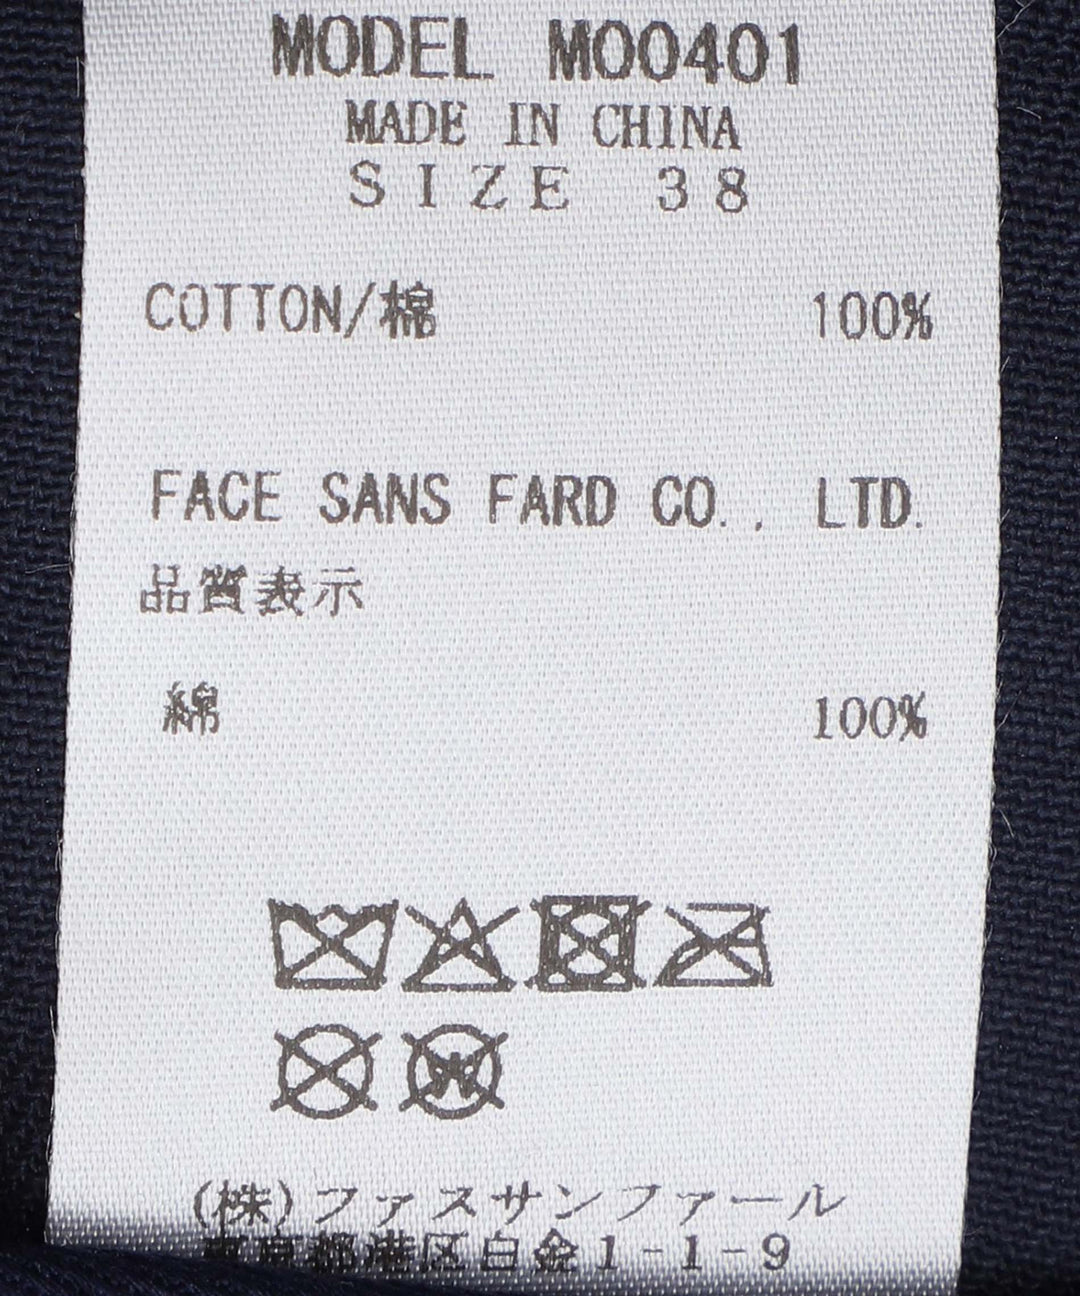 MODEL M00401
MADE IN CHINA
SIZE 38
COTTON/棉 100%
FACE SANS FARD CO., LTD.
品質表示
綿 100%
W
(株)ファスサンファール
東京都港区白金1-1-9